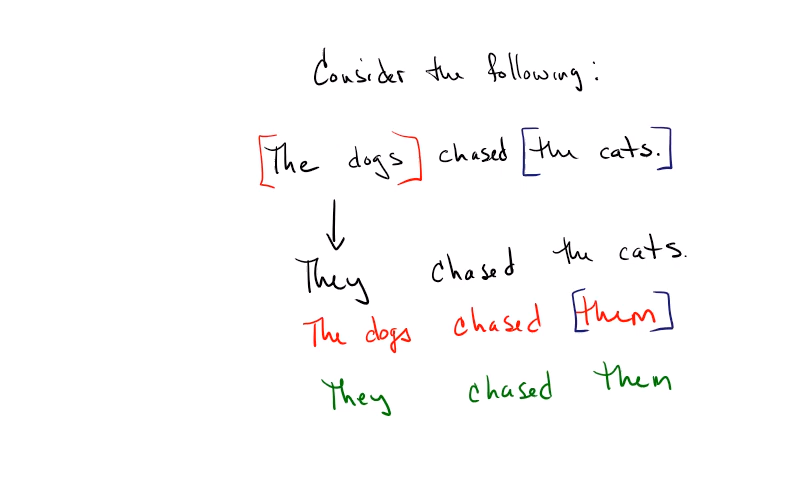 Consider the following:
[The dogs] chased [the cats.]
They chased the cats.
The dogs chased [them]
They chased them